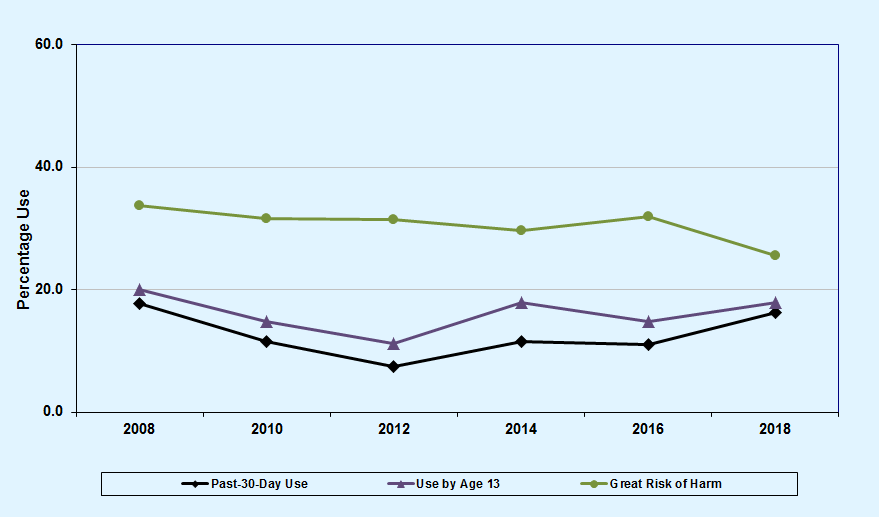 60.0
40.0
20.0
0.0
Percentage Use
2008 2010 2012 2014 2016 2018
Past-30-Day Use Use by Age 13 Great Risk of Harm